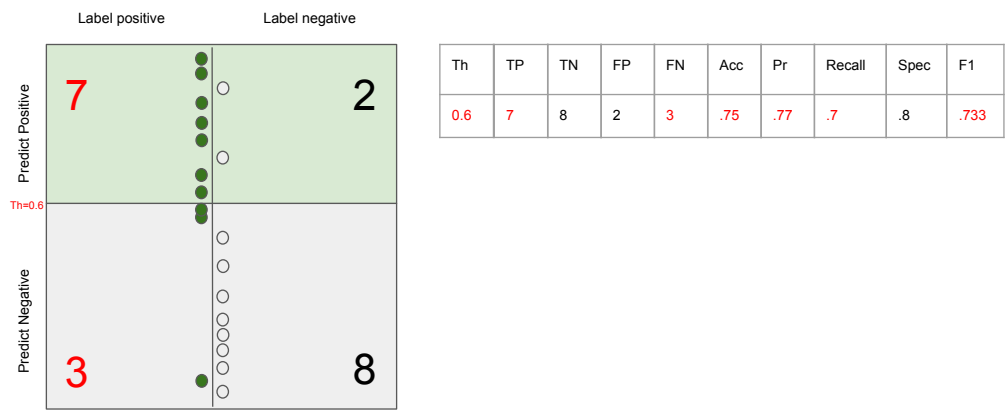 Label positive
Label negative
Predict Positive
7
2
Th=0.6
Predict Negative
3
8
Th TP TN FP FN Acc Pr Recall Spec F1
0.6 7 8 2 3 .75 .77 .7 .8 .733